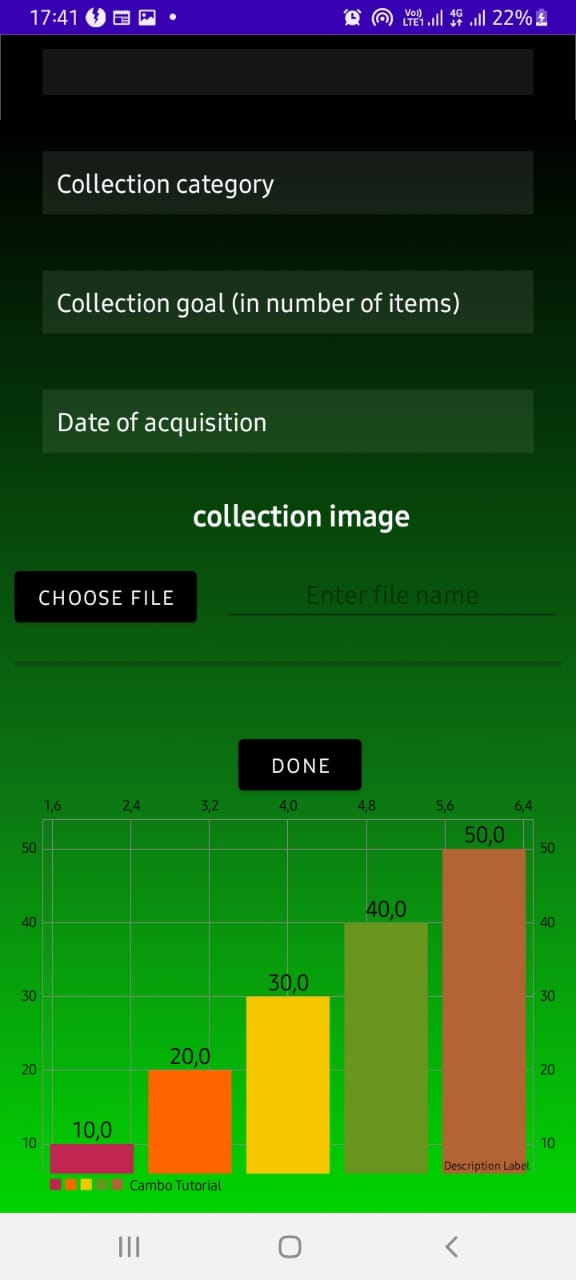 17:41 Vo)) LTE1 4G 22%
Collection category
Collection goal (in number of items)
Date of acquisition
collection image
CHOOSE FILE Enter file name
DONE
1,6 2,4 3,2 4,0 4,8 5,6 6,4
50,0
50 50
40,0
40 40
30,0
30 30
20,0
20 20
10,0
10 10
Description Label
Cambo Tutorial